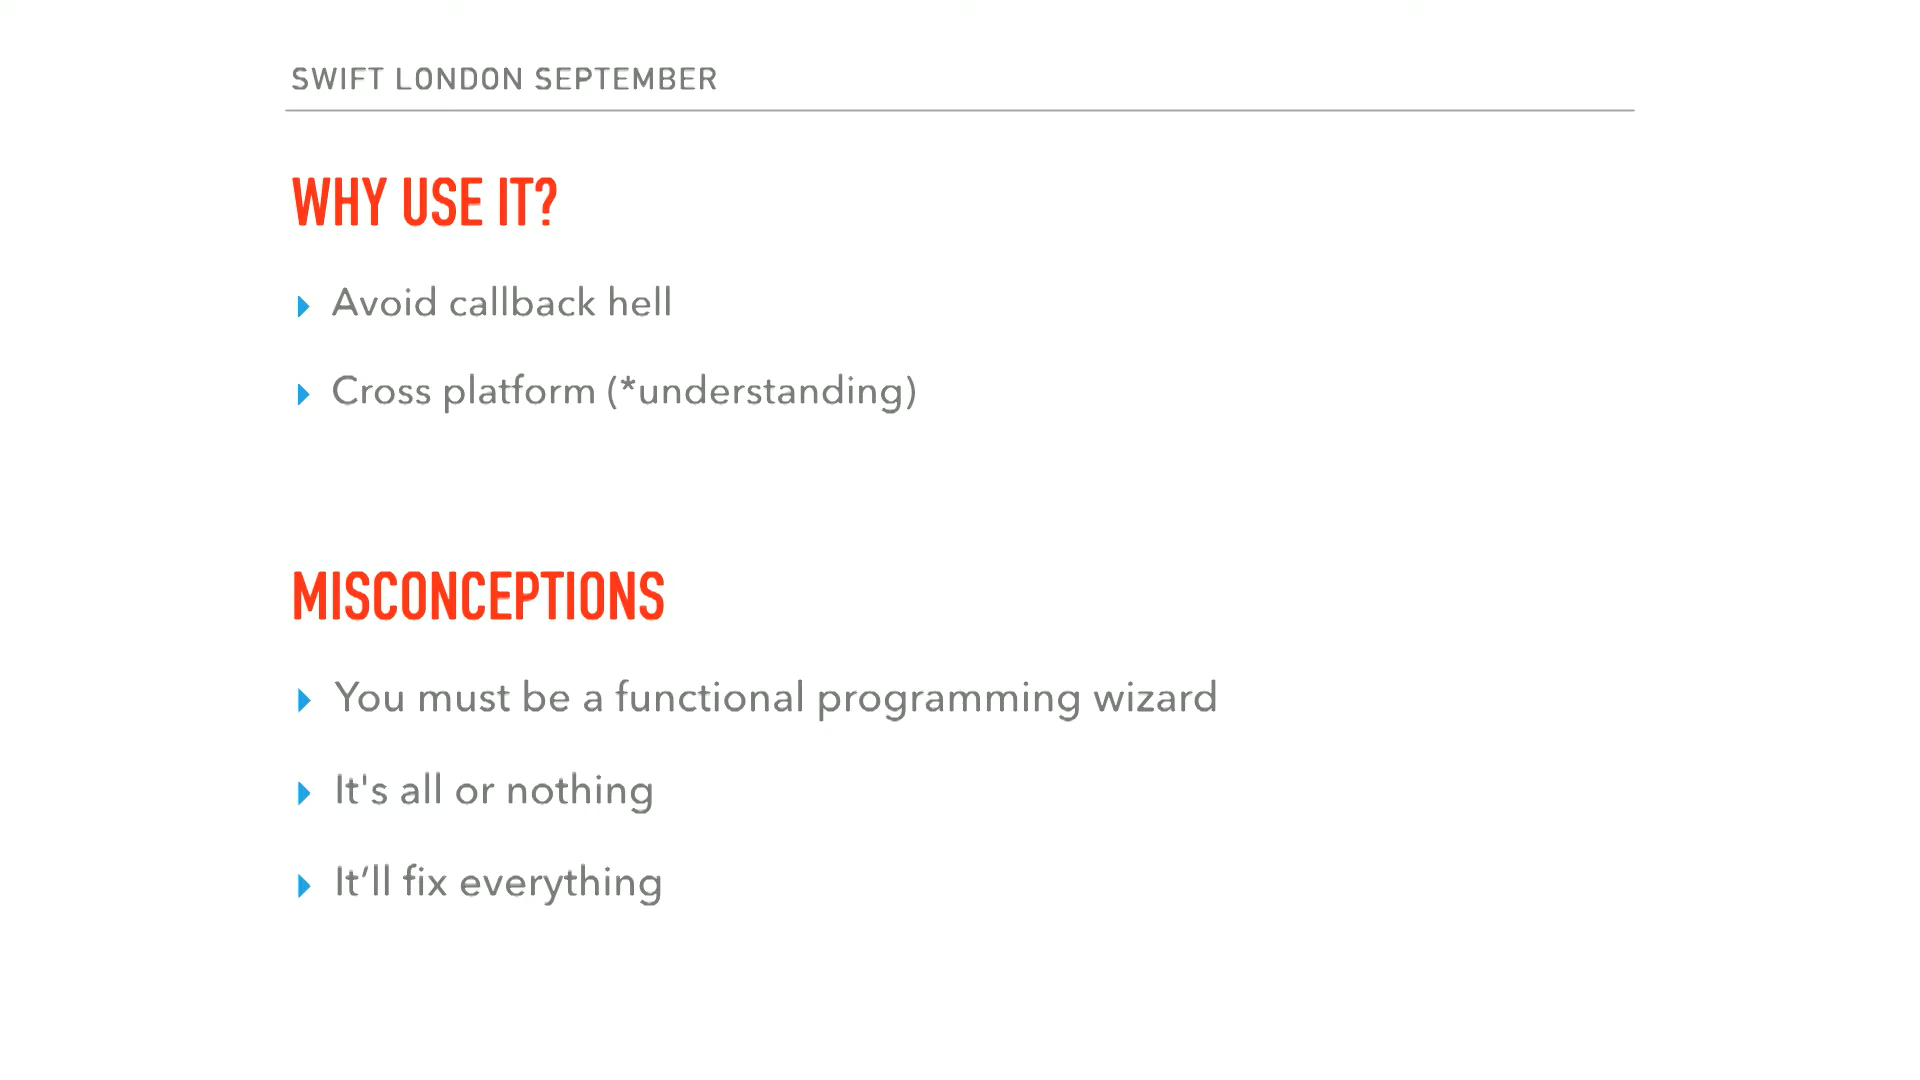 SWIFT LONDON SEPTEMBER
WHY USE IT?
Avoid callback hell
Cross platform (*understanding)
MISCONCEPTIONS
You must be a functional programming wizard
It's all or nothing
It’ll fix everything